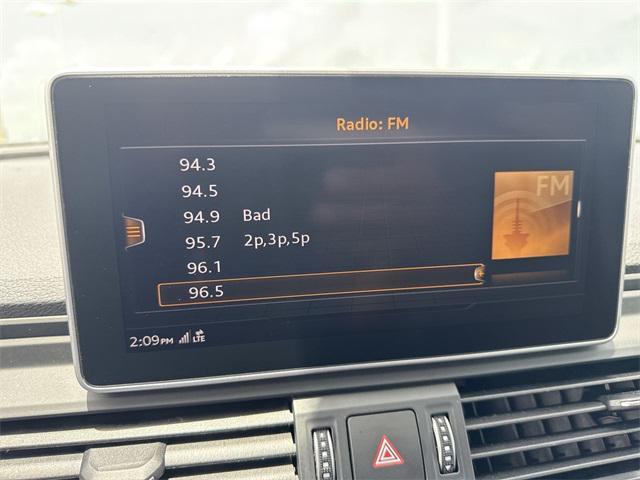 Radio: FM
94.3
94.5
94.9 Bad
95.7 2p,3p,5p
96.1
96.5
FM
2:09PM LTE